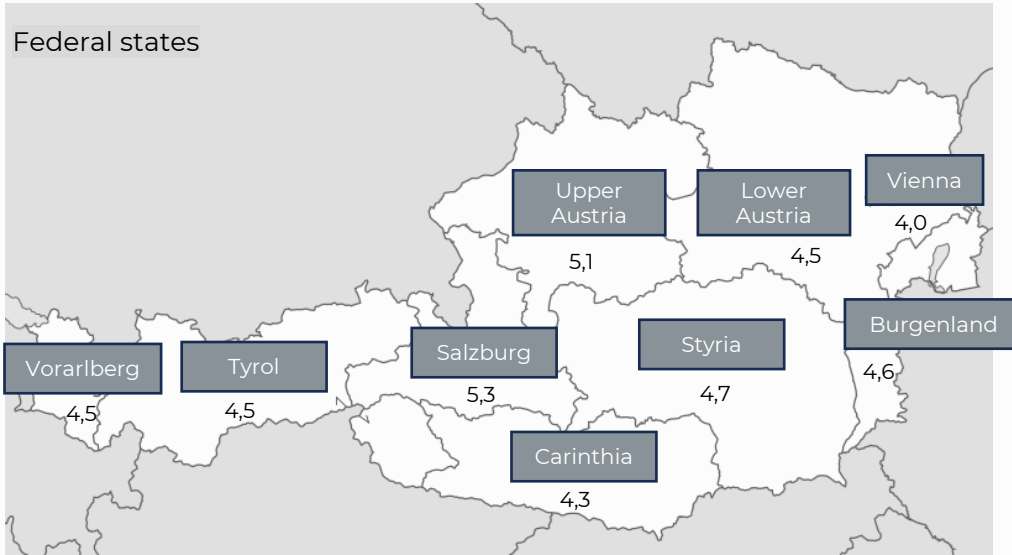 Federal states
Upper
Austria
5,1
Lower
Austria
4,5
Vienna
4,0
Burgenland
4,6
Vorarlberg
4,5
Tyrol
4,5
Salzburg
5,3
Styria
4,7
Carinthia
4,3